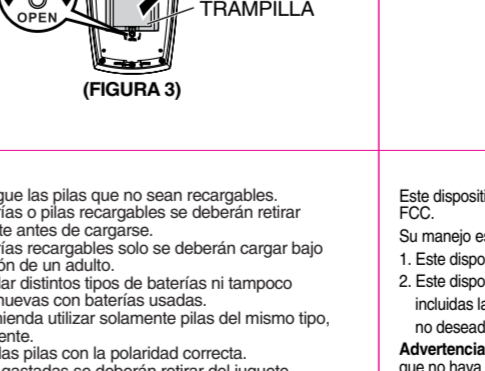 OPEN
TRAMPILLA
(FIGURA 3)
gue las pilas que no sean recargables.
rías o pilas recargables se deberán retirar
te antes de cargarse.
rías recargables solo se deberán cargar bajo
ón de un adulto.
lar distintos tipos de baterías ni tampoco
nuevas con baterías usadas.
mienda utilizar solamente pilas del mismo tipo,
ente.
las pilas con la polaridad correcta.
gastadas se deberán retirar del juguete
Este dispositi
FCC.
Su manejo es
1. Este dispo
2. Este dispo
incluidas la
no desead
Advertencia
que no haya